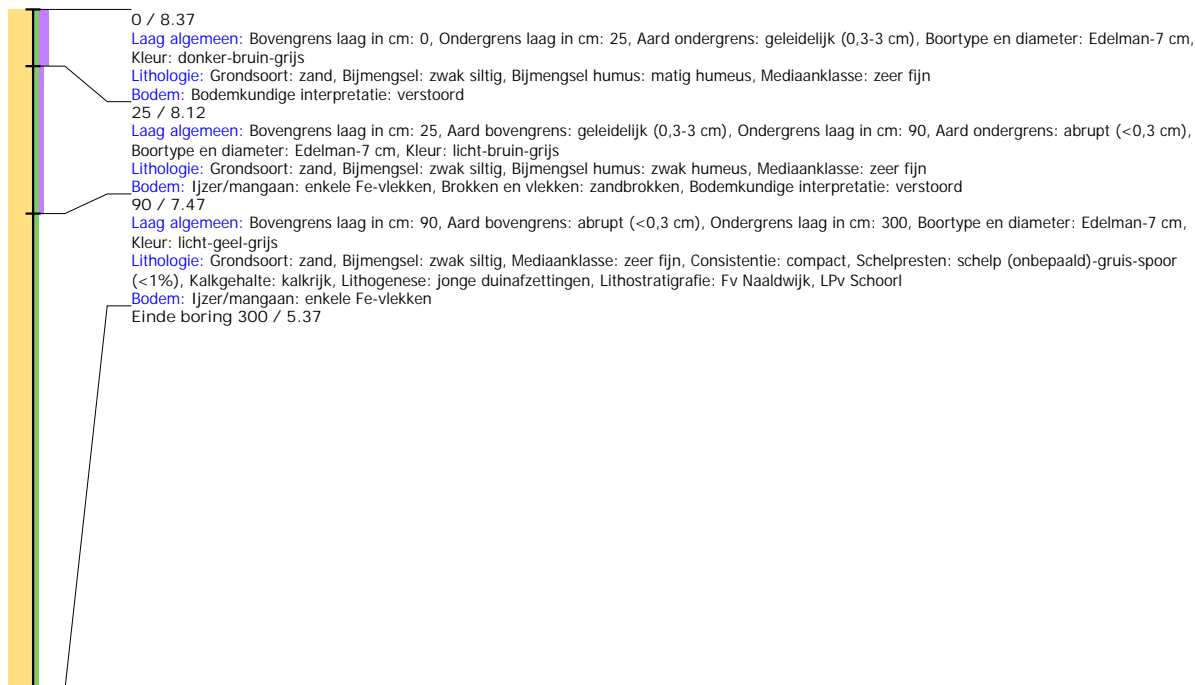 0 / 8.37
Laag algemeen: Bovengrens laag in cm: 0, Ondergrens laag in cm: 25, Aard ondergrens: geleidelijk (0,3-3 cm), Boortype en diameter: Edelman-7 cm,
Kleur: donker-bruin-grijs
Lithologie: Grondsoort: zand, Bijmengsel: zwak siltig, Bijmengsel humus: matig humeus, Mediaanklasse: zeer fijn
Bodem: Bodemkundige interpretatie: verstoord
25 / 8.12
Laag algemeen: Bovengrens laag in cm: 25, Aard bovengrens: geleidelijk (0,3-3 cm), Ondergrens laag in cm: 90, Aard ondergrens: abrupt (<0,3 cm),
Boortype en diameter: Edelman-7 cm, Kleur: licht-bruin-grijs
Lithologie: Grondsoort: zand, Bijmengsel: zwak siltig, Bijmengsel humus: zwak humeus, Mediaanklasse: zeer fijn
Bodem: Ijzer/mangaan: enkele Fe-vlekken, Brokken en vlekken: zandbrokken, Bodemkundige interpretatie: verstoord
90 / 7.47
Laag algemeen: Bovengrens laag in cm: 90, Aard bovengrens: abrupt (<0,3 cm), Ondergrens laag in cm: 300, Boortype en diameter: Edelman-7 cm,
Kleur: licht-geel-grijs
Lithologie: Grondsoort: zand, Bijmengsel: zwak siltig, Mediaanklasse: zeer fijn, Consistentie: compact, Schelpresten: schelp (onbepaald)-gruis-spoor
(<1%), Kalkgehalte: kalkrijk, Lithogenese: jonge duinafzettingen, Lithostratigrafie: Fv Naaldwijk, LPv Schoorl
Bodem: Ijzer/mangaan: enkele Fe-vlekken
Einde boring 300 / 5.37